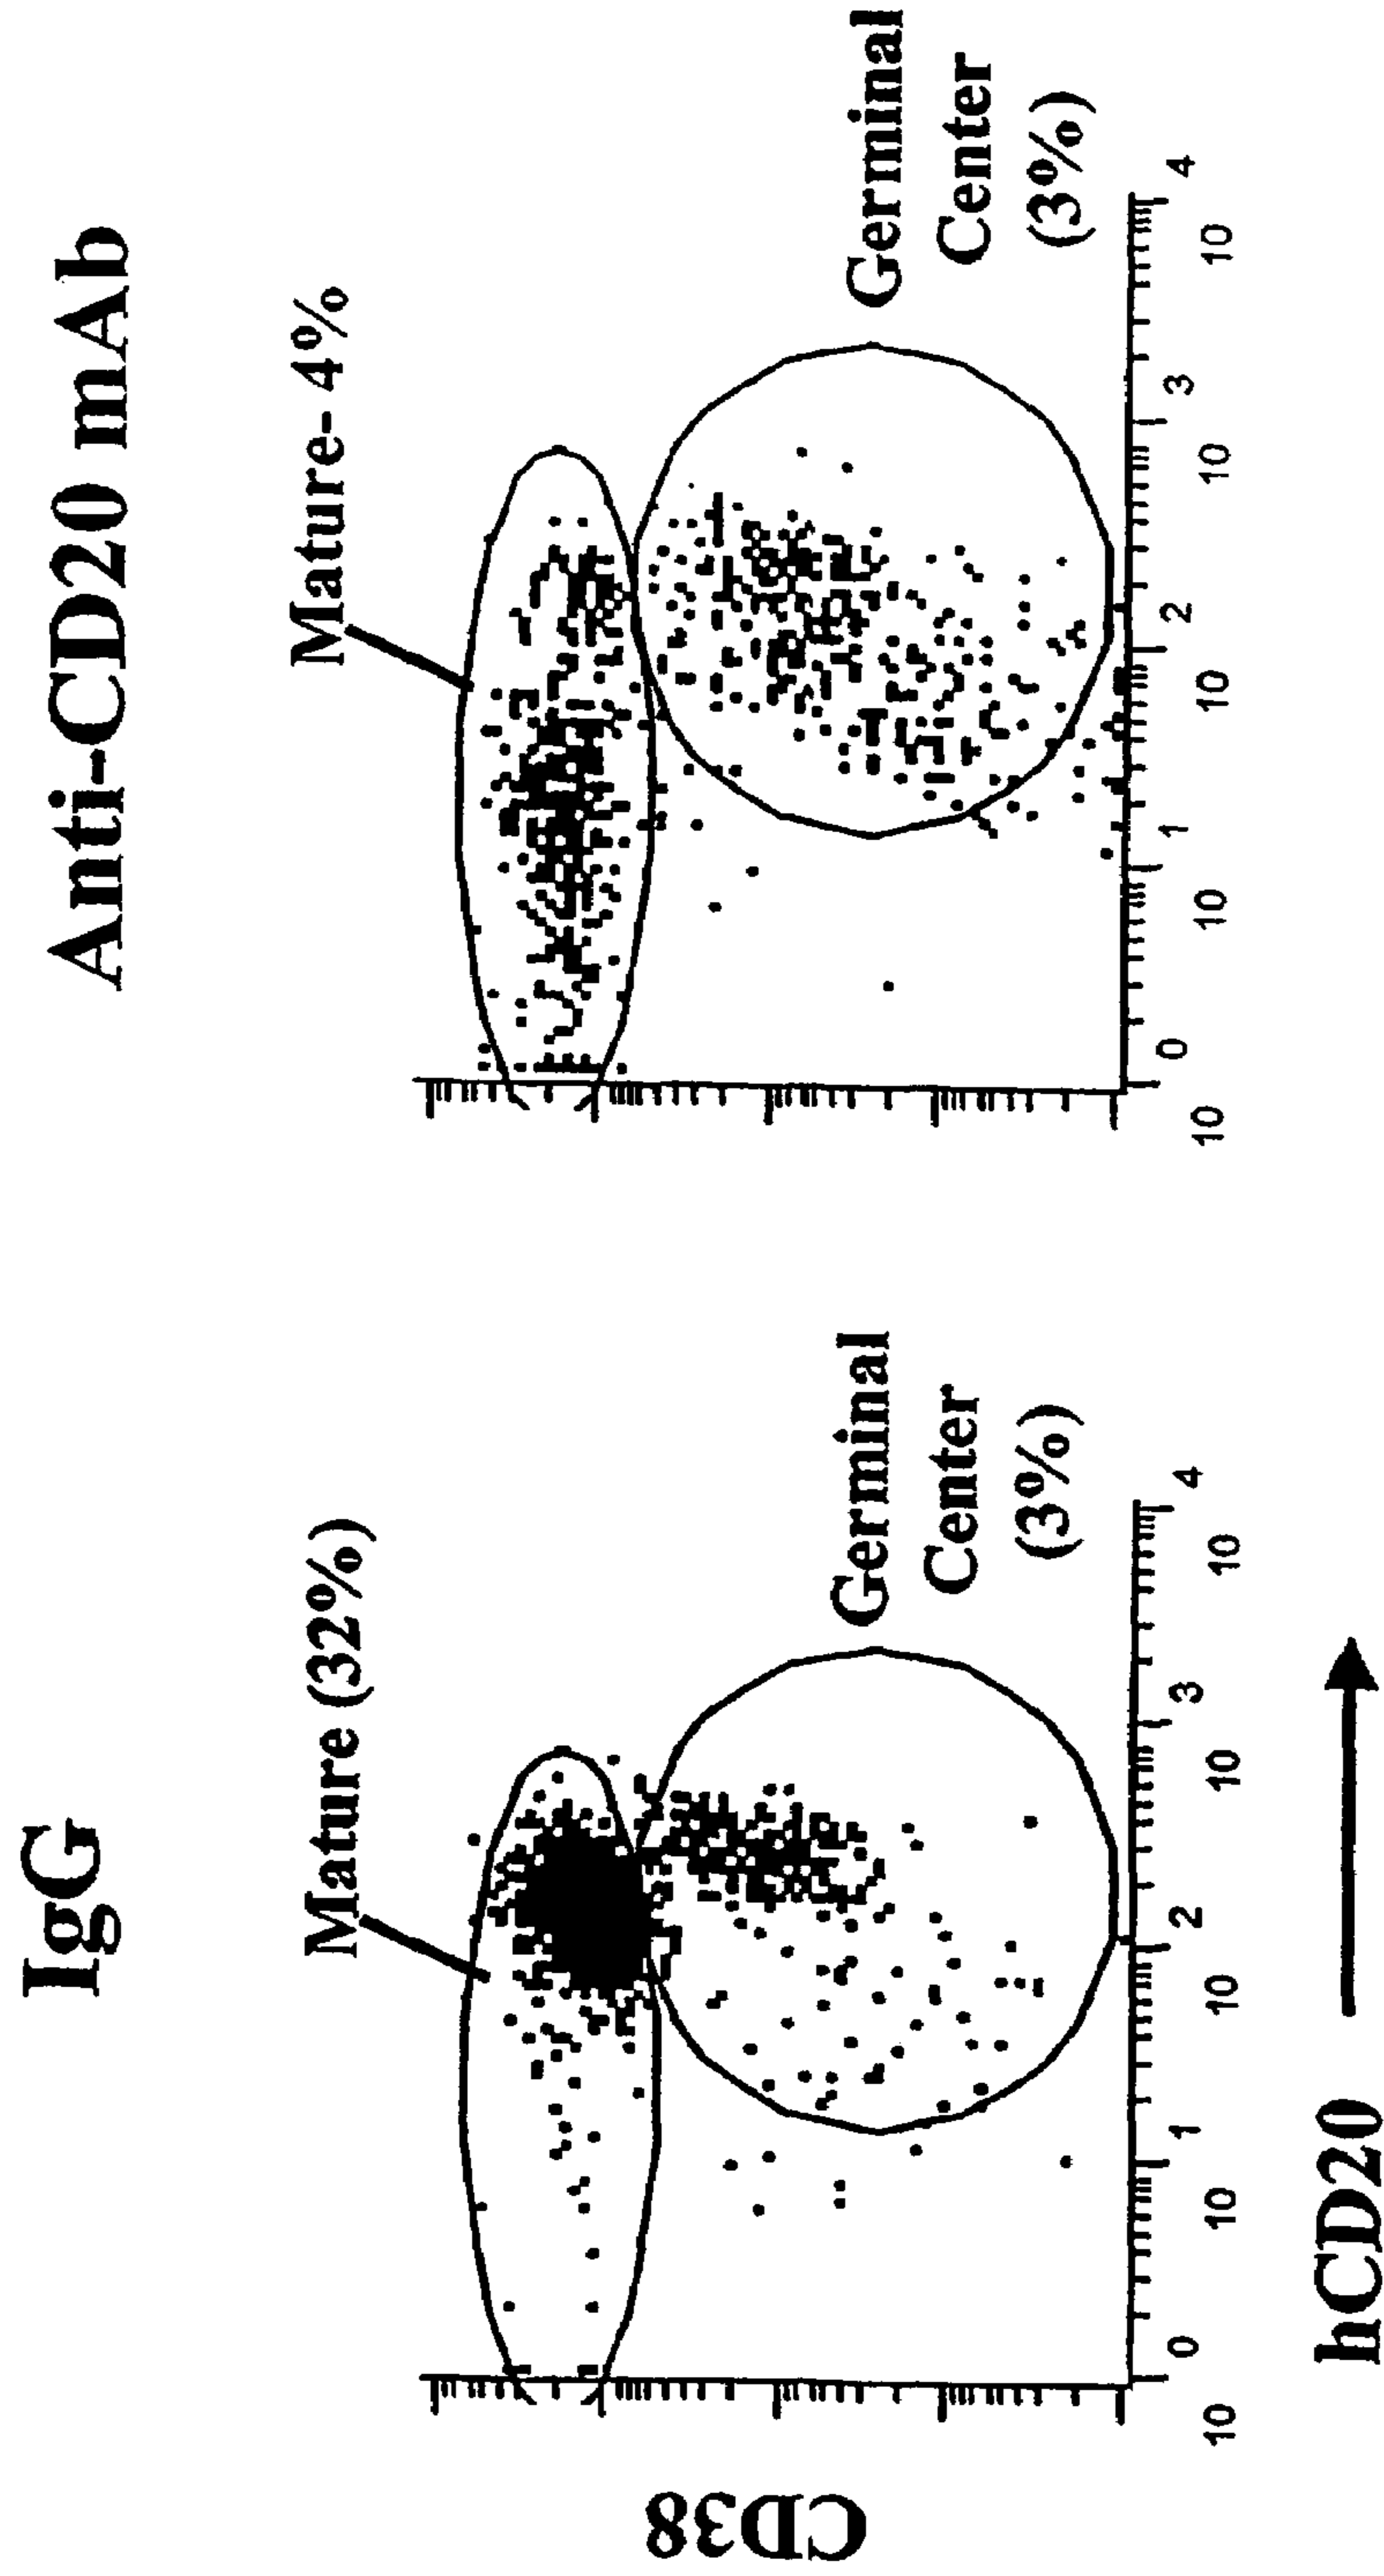 IgG
Anti-CD20 mAb
Mature (32%)
Mature- 4%
Germinal
Center
(3%)
Germinal
Center
(3%)
CD38
10 0
10 1
10 2
10 3
10 4
10 0
10 1
10 2
10 3
10 4
hCD20